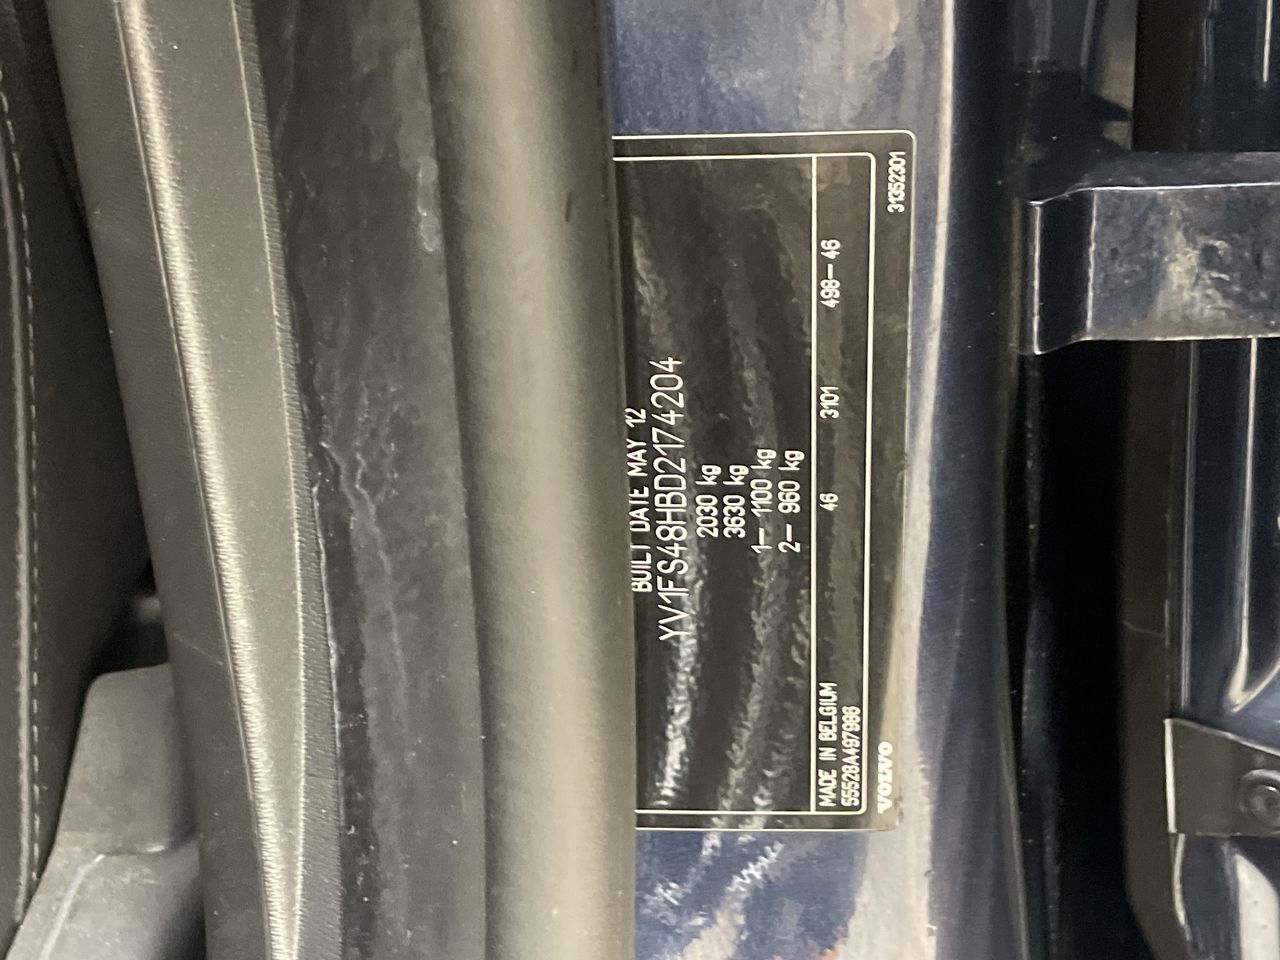 BUILT DATE MAY 12
YV1FS48HBD2174204
2030 kg
3630 kg
1– 1100 kg
2– 960 kg
MADE IN BELGIUM 46 3101 498–46
55528A497986
VOLVO 31352301